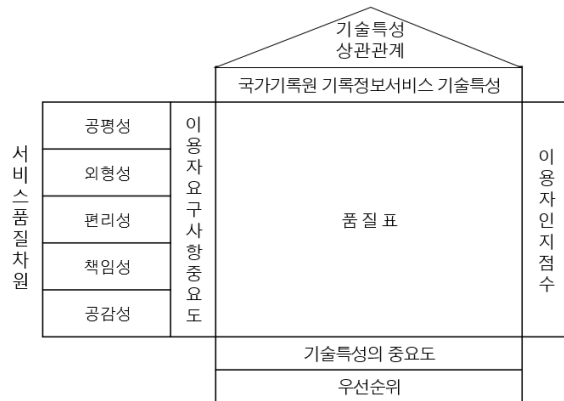 기술특성
상관관계
국가기록원 기록정보서비스 기술특성
서비스품질차원
공평성
외형성
편리성
책임성
공감성
이용자요구사항중요도
품 질 표
이용자인지점수
기술특성의 중요도
우선순위